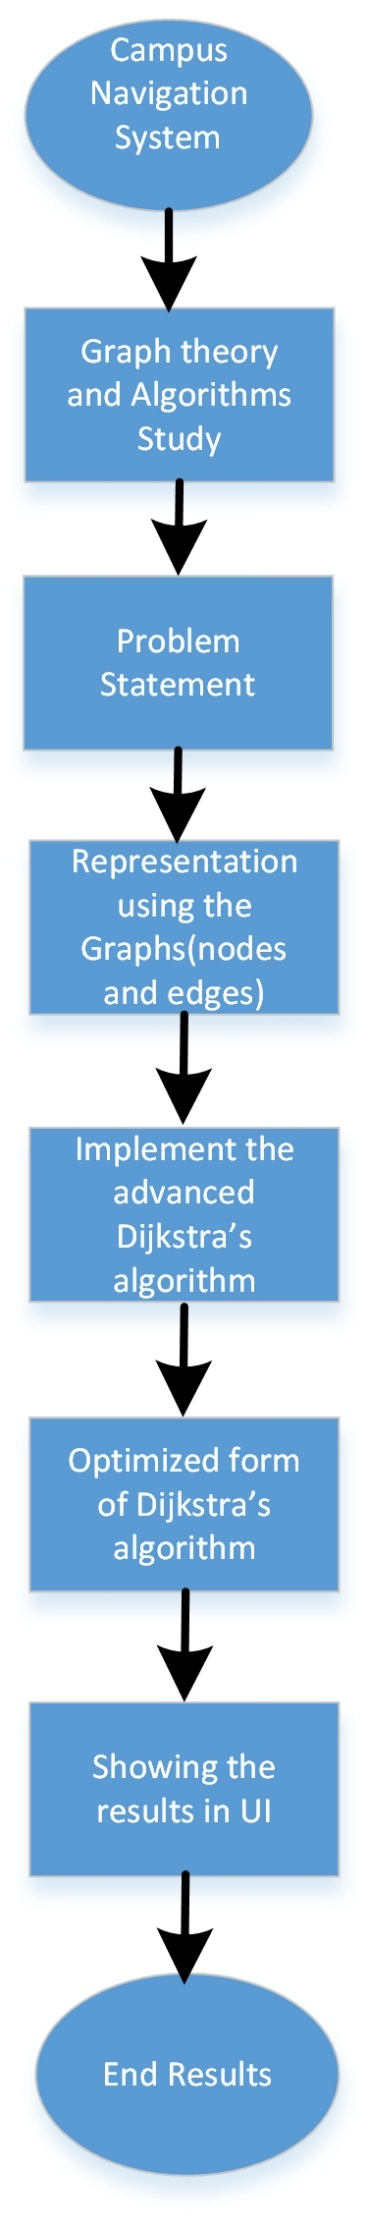 Campus
Navigation
System
Graph theory
and Algorithms
Study
Problem
Statement
Representation
using the
Graphs(nodes
and edges)
Implement the
advanced
Dijkstra’s
algorithm
Optimized form
of Dijkstra’s
algorithm
Showing the
results in UI
End Results